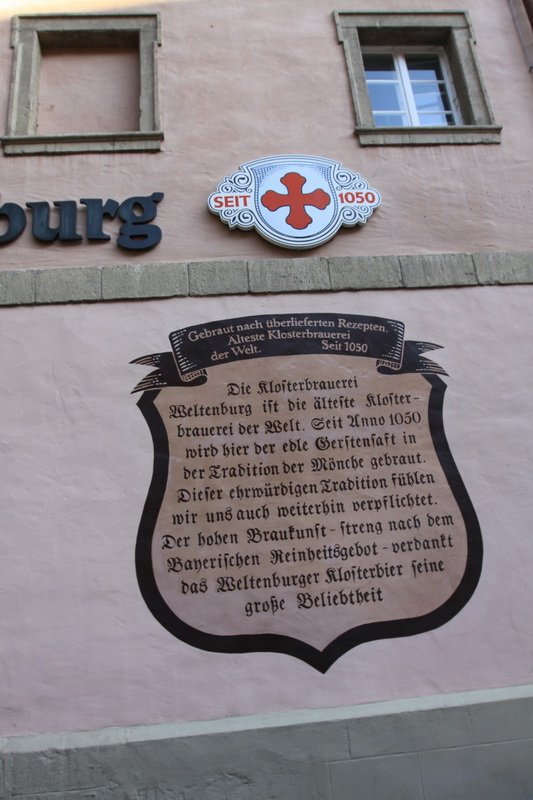 burg
SEIT 1050
Gebraut nach überlieferten Rezepten.
Älteste Klosterbrauerei
der Welt. Seit 1050
Die Klosterbrauerei
Weltenburg ist die älteste Kloster-
brauerei der Welt. Seit Anno 1050
wird hier der edle Gerstensaft in
der Tradition der Mönche gebraut.
Dieser ehrwürdigen Tradition fühlen
wir uns auch weiterhin verpflichtet.
Der hohen Braukunst - streng nach dem
Bayerischen Reinheitsgebot - verdankt
das Weltenburger Klosterbier seine
große Beliebtheit